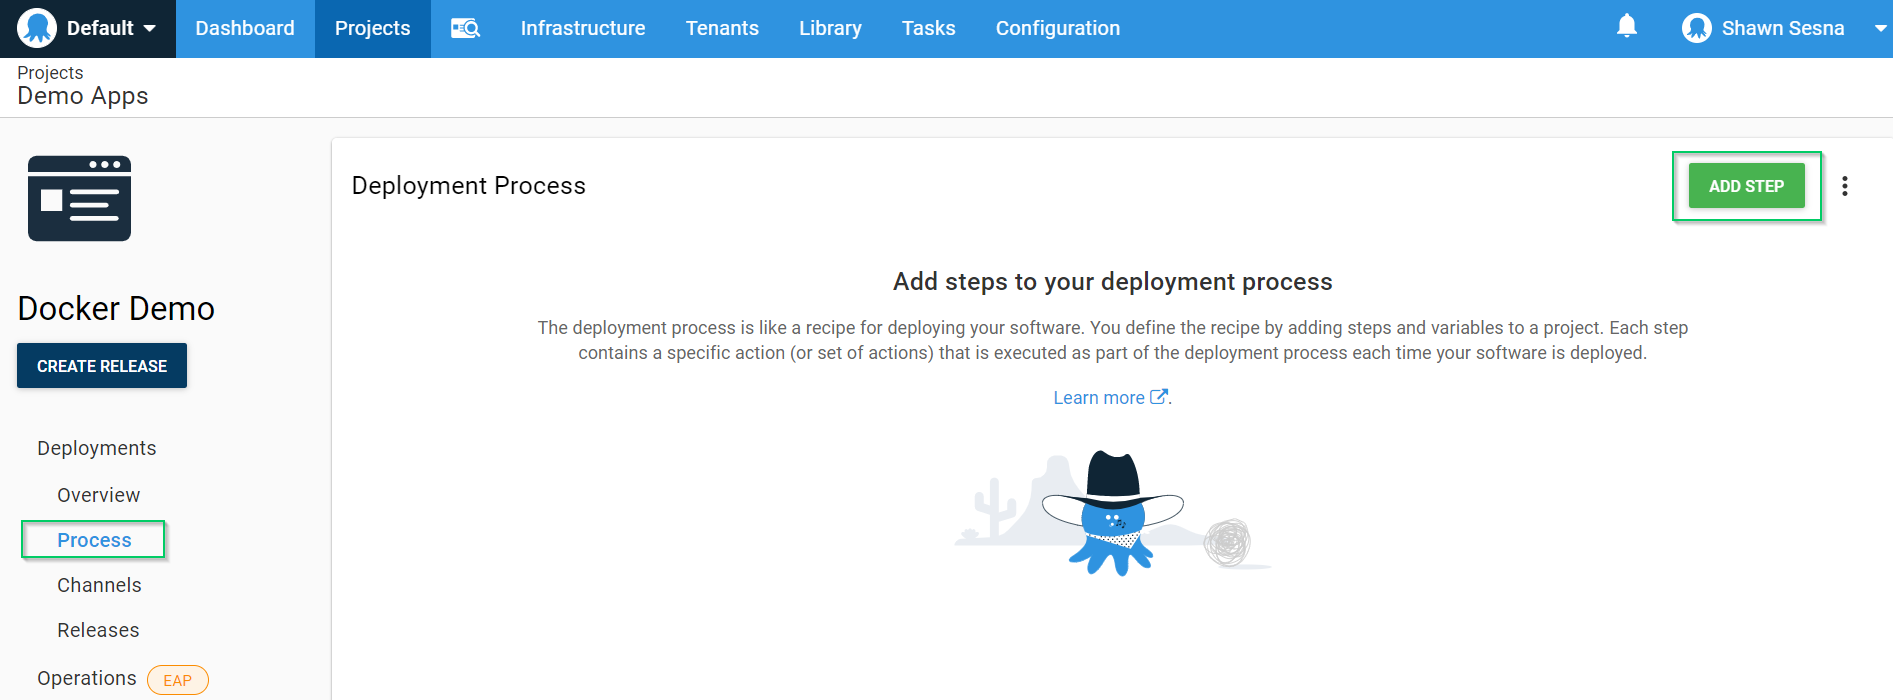 Default Dashboard Projects Infrastructure Tenants Library Tasks Configuration Shawn Sesna
Projects
Demo Apps
Deployment Process
ADD STEP
Add steps to your deployment process
The deployment process is like a recipe for deploying your software. You define the recipe by adding steps and variables to a project. Each step
contains a specific action (or set of actions) that is executed as part of the deployment process each time your software is deployed.
Learn more .
Docker Demo
CREATE RELEASE
Deployments
Overview
Process
Channels
Releases
Operations EAP